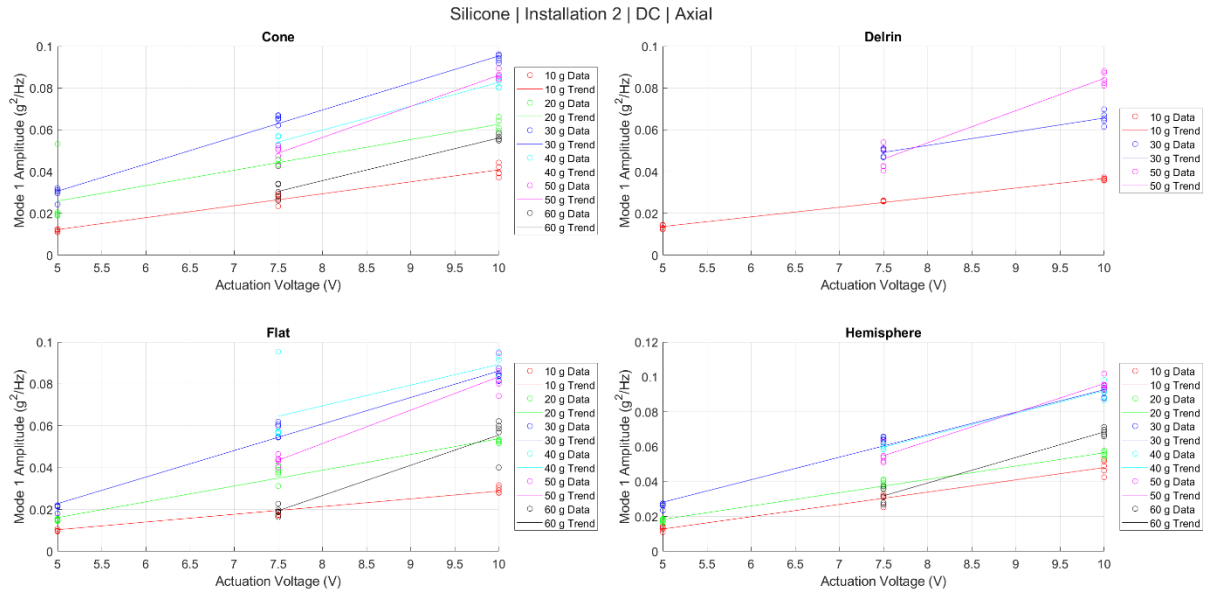 Silicone | Installation 2 | DC | Axial
Cone
Mode 1 Amplitude (g²/Hz)
0.1
0.08
0.06
0.04
0.02
0
5
5.5
6
6.5
7
7.5
8
8.5
9
9.5
10
Actuation Voltage (V)
10 g Data
10 g Trend
20 g Data
20 g Trend
30 g Data
30 g Trend
40 g Data
40 g Trend
50 g Data
50 g Trend
60 g Data
60 g Trend
Delrin
Mode 1 Amplitude (g²/Hz)
0.1
0.08
0.06
0.04
0.02
0
5
5.5
6
6.5
7
7.5
8
8.5
9
9.5
10
Actuation Voltage (V)
10 g Data
10 g Trend
30 g Data
30 g Trend
50 g Data
50 g Trend
Flat
Mode 1 Amplitude (g²/Hz)
0.1
0.08
0.06
0.04
0.02
0
5
5.5
6
6.5
7
7.5
8
8.5
9
9.5
10
Actuation Voltage (V)
10 g Data
10 g Trend
20 g Data
20 g Trend
30 g Data
30 g Trend
40 g Data
40 g Trend
50 g Data
50 g Trend
60 g Data
60 g Trend
Hemisphere
Mode 1 Amplitude (g²/Hz)
0.12
0.1
0.08
0.06
0.04
0.02
0
5
5.5
6
6.5
7
7.5
8
8.5
9
9.5
10
Actuation Voltage (V)
10 g Data
10 g Trend
20 g Data
20 g Trend
30 g Data
30 g Trend
40 g Data
40 g Trend
50 g Data
50 g Trend
60 g Data
60 g Trend